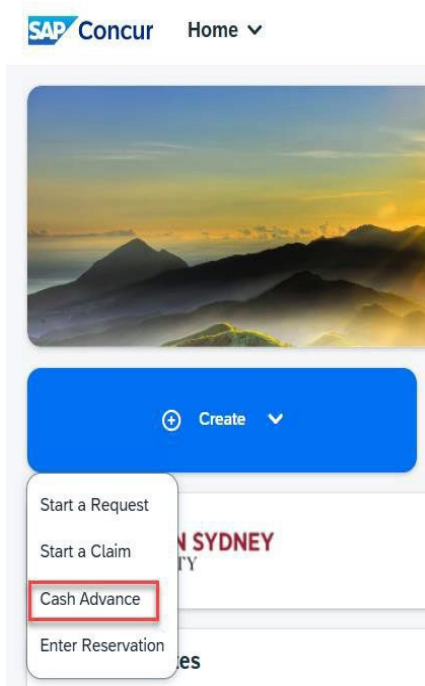 SAP Concur Home
Create
Start a Request
Start a Claim
N SYDNEY
TY
Cash Advance
Enter Reservation
es